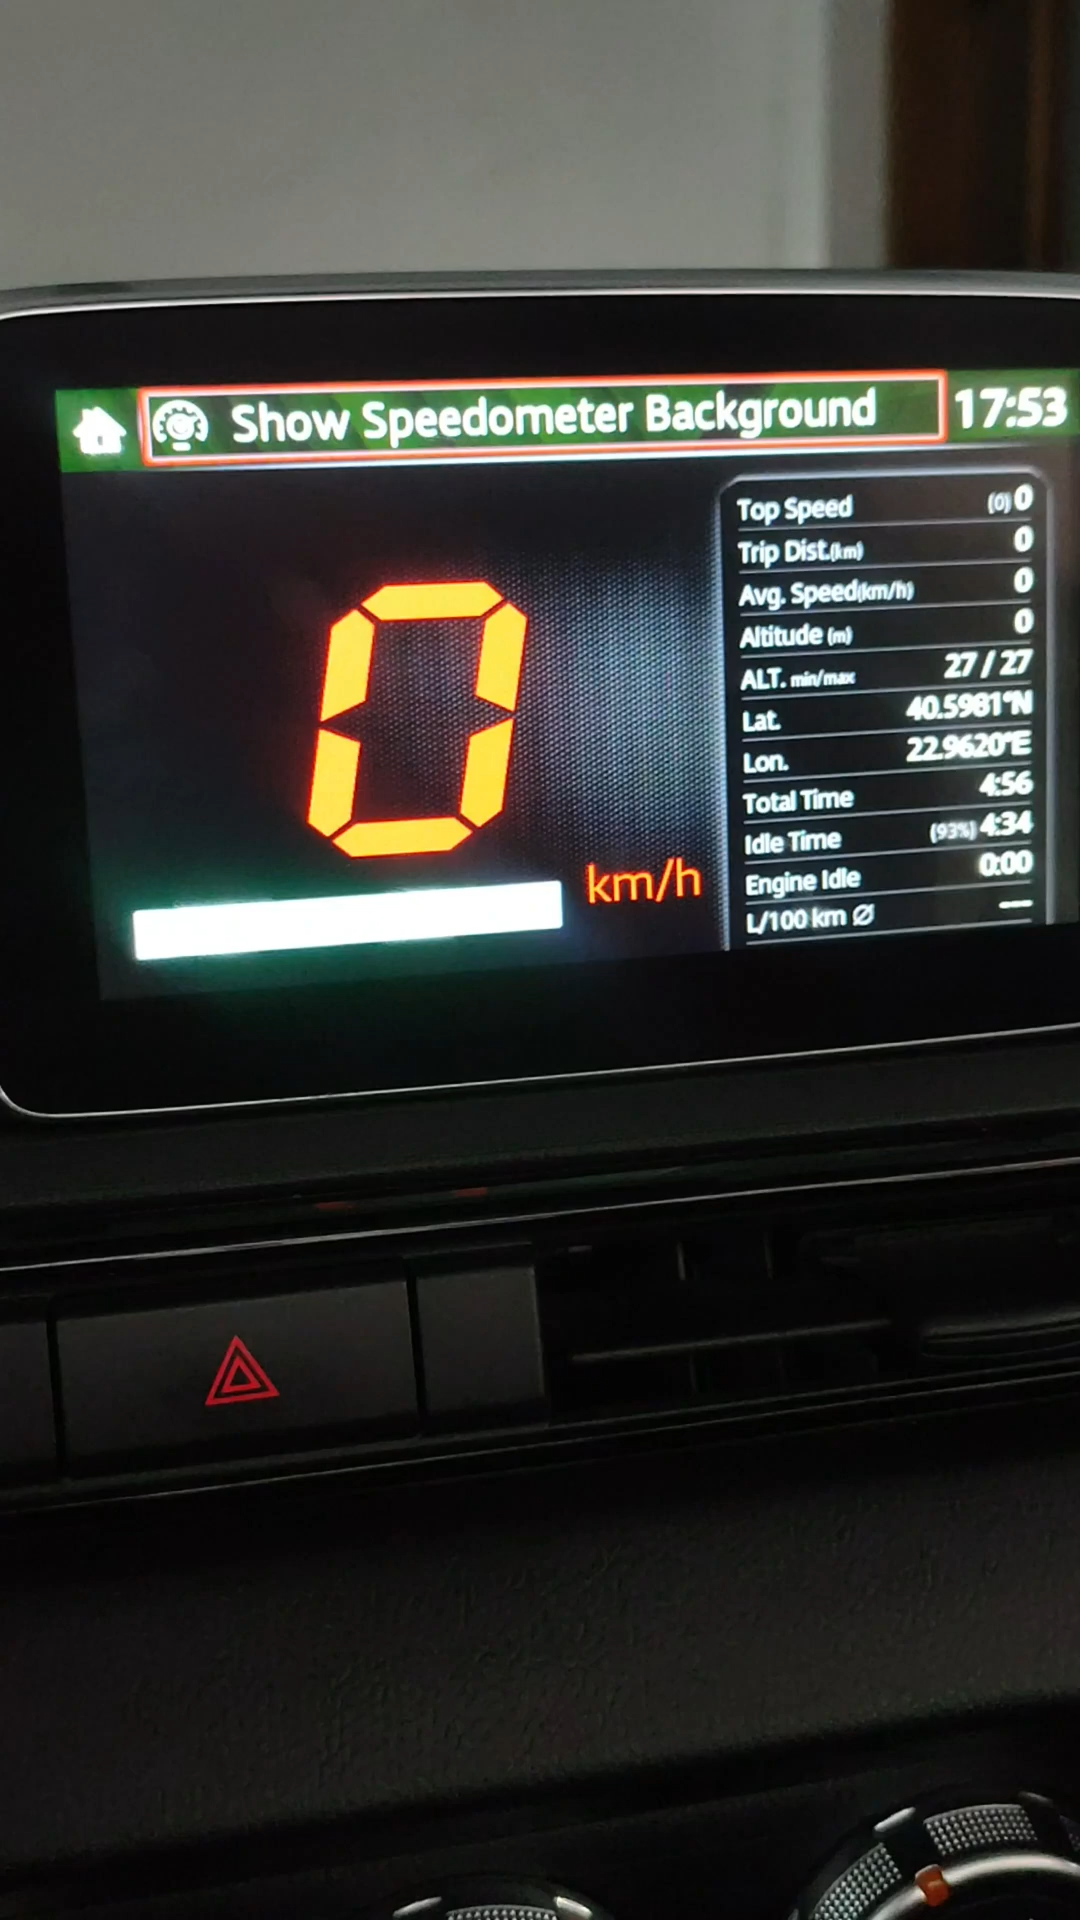 Show Speedometer Background 17:53
0
km/h
Top Speed (0) 0
Trip Dist.(km) 0
Avg. Speed(km/h) 0
Altitude (m) 0
ALT. min/max 27 / 27
Lat. 40.5981°N
Lon. 22.9620°E
Total Time 4:56
Idle Time (93%) 4:34
Engine Idle 0:00
L/100 km Ø ---